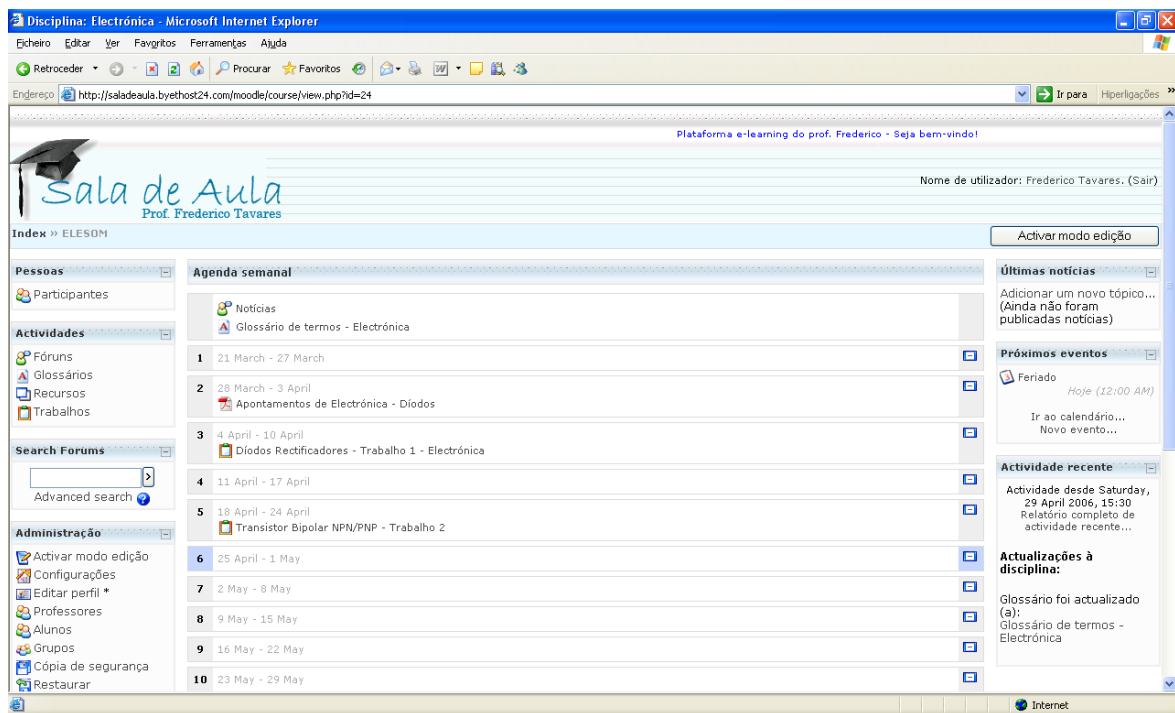 Disciplina: Electrónica - Microsoft Internet Explorer
Ficheiro Editar Ver Favoritos Ferramentas Ajuda
Retroceder Procurar Favoritos
Endereço http://saladeaula.byethost24.com/moodle/course/view.php?id=24 Ir para Hiperligações »
Plataforma e-learning do prof. Frederico - Seja bem-vindo!
Sala de Aula
Prof. Frederico Tavares
Nome de utilizador: Frederico Tavares. (Sair)
Index » ELESOM
Activar modo edição
Pessoas
Participantes
Actividades
Fóruns
Glossários
Recursos
Trabalhos
Search Forums
>
Advanced search ?
Administração
Activar modo edição
Configurações
Editar perfil *
Professores
Alunos
Grupos
Cópia de segurança
Restaurar
Agenda semanal
Notícias
Glossário de termos - Electrónica
1 21 March - 27 March
2 28 March - 3 April
Apontamentos de Electrónica - Díodos
3 4 April - 10 April
Díodos Rectificadores - Trabalho 1 - Electrónica
4 11 April - 17 April
5 18 April - 24 April
Transistor Bipolar NPN/PNP - Trabalho 2
6 25 April - 1 May
7 2 May - 8 May
8 9 May - 15 May
9 16 May - 22 May
10 23 May - 29 May
Últimas notícias
Adicionar um novo tópico...
(Ainda não foram
publicadas notícias)
Próximos eventos
Feriado
Hoje (12:00 AM)
Ir ao calendário...
Novo evento...
Actividade recente
Actividade desde Saturday,
29 April 2006, 15:30
Relatório completo de
actividade recente...
Actualizações à
disciplina:
Glossário foi actualizado
(a):
Glossário de termos -
Electrónica
Internet